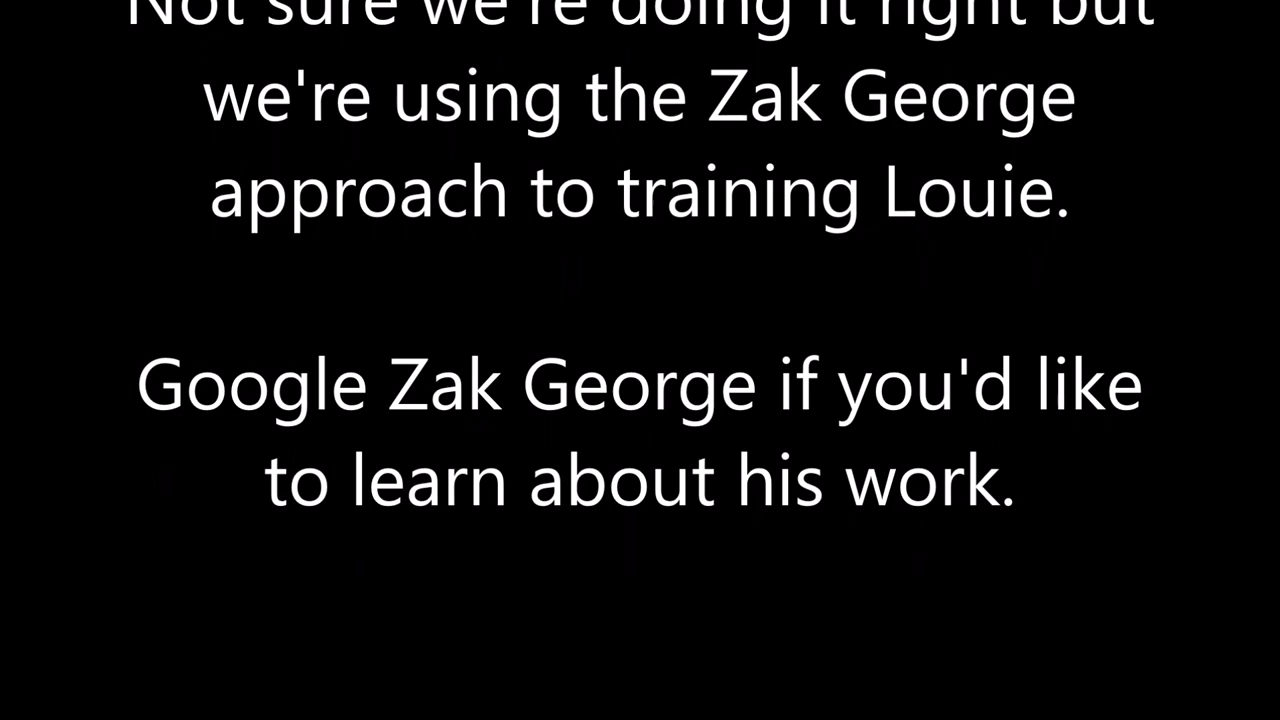 Not sure we're doing it right but
we're using the Zak George
approach to training Louie.
Google Zak George if you'd like
to learn about his work.